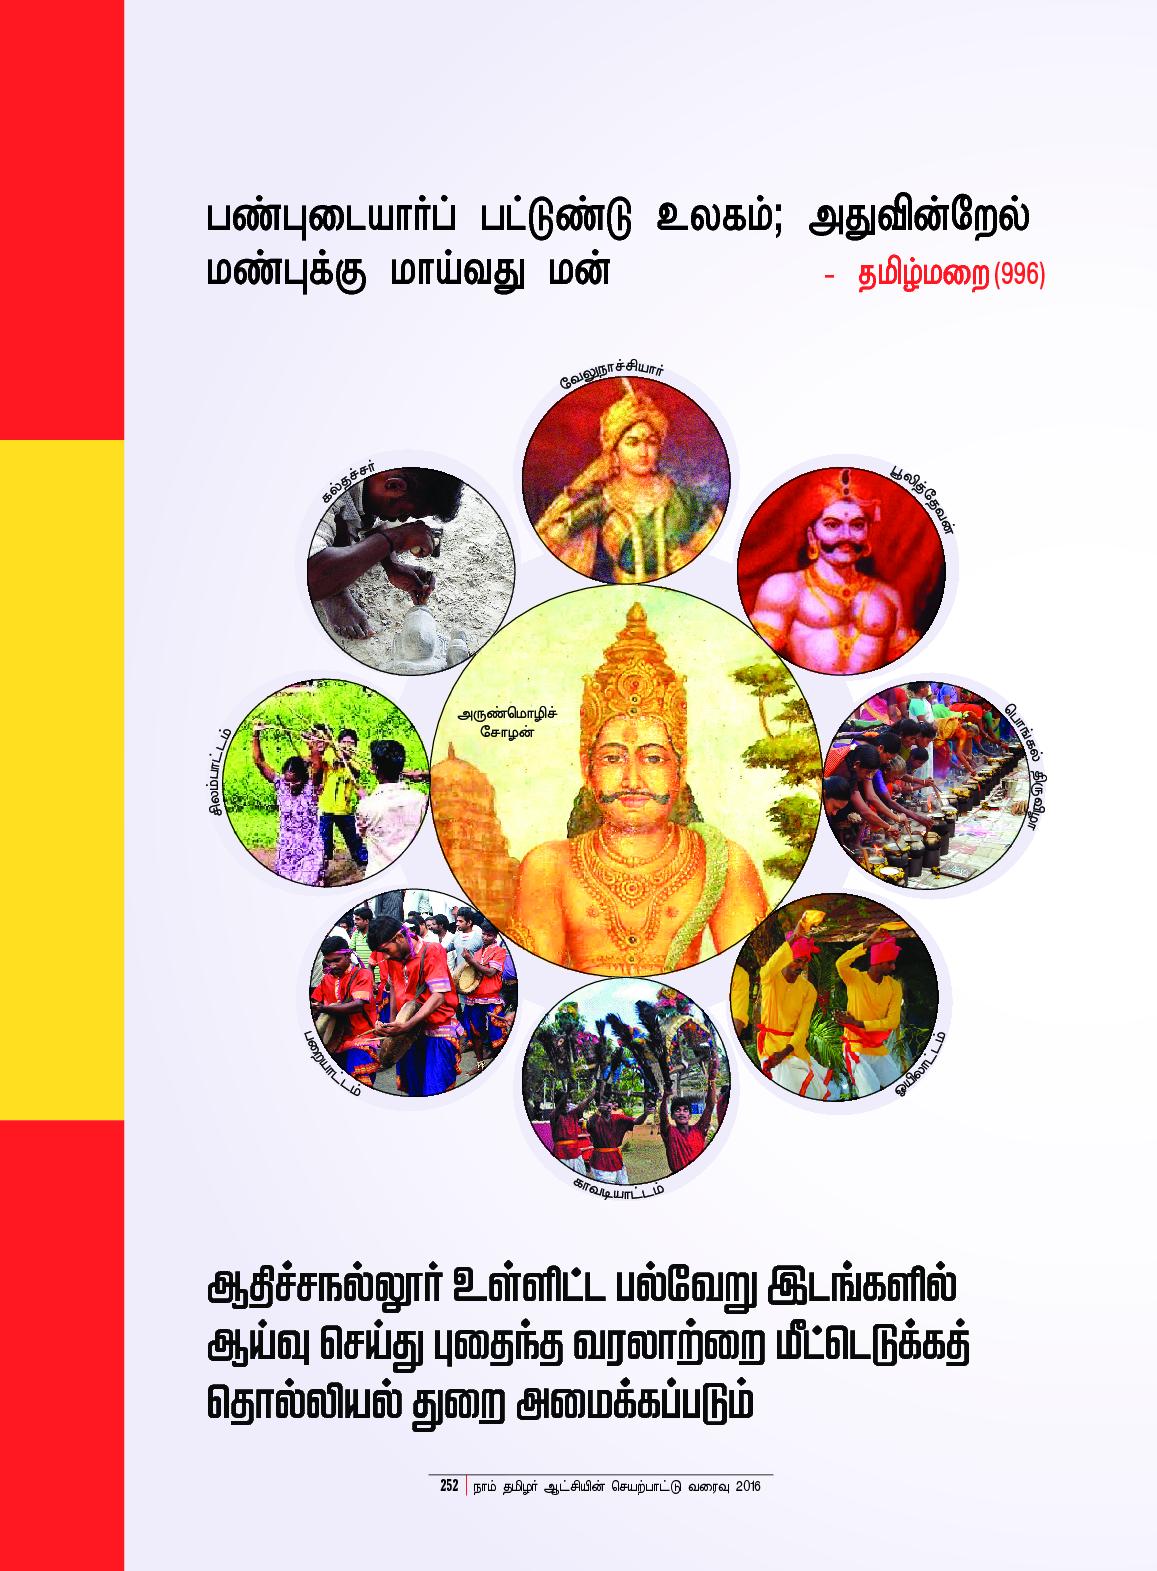 பண்புடையார்ப் பட்டுண்டு உலகம்; அதுவின்றேல்
மண்புக்கு மாய்வது மன்
- தமிழ்மறை (996)
வேலுநாச்சியார்
கல்தச்சர்
பூலித்தேவன்
அருண்மொழிச்
சோழன்
சிலம்பாட்டம்
பொங்கல் திருவிழா
பறையாட்டம்
ஒயிலாட்டம்
காவடியாட்டம்
ஆதிச்சநல்லூர் உள்ளிட்ட பல்வேறு இடங்களில்
ஆய்வு செய்து புதைந்த வரலாற்றை மீட்டெடுக்கத்
தொல்லியல் துறை அமைக்கப்படும்
252 | நாம் தமிழர் ஆட்சியின் செயற்பாட்டு வரைவு 2016